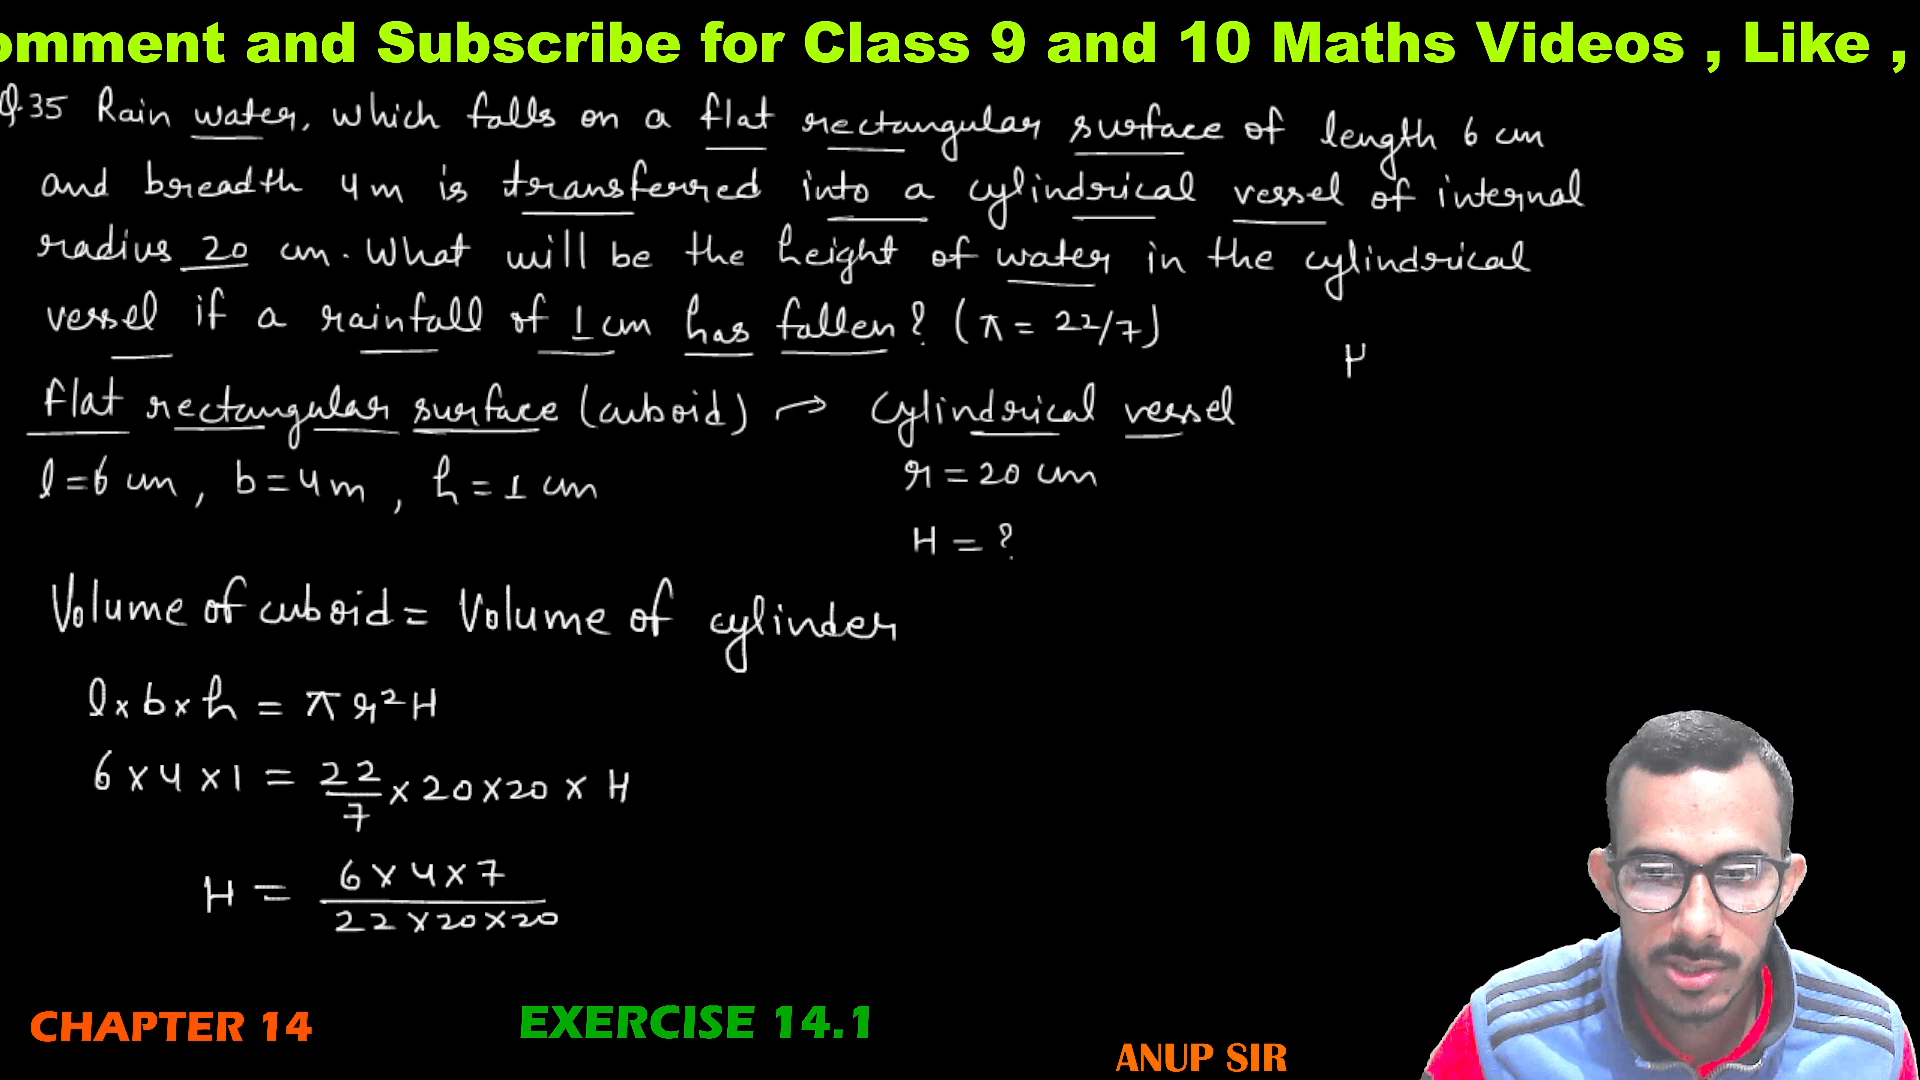 omment and Subscribe for Class 9 and 10 Maths Videos , Like ,
Q.35 Rain water, which falls on a flat rectangular surface of length 6 cm
and breadth 4 m is transferred into a cylindrical vessel of internal
radius 20 cm. What will be the height of water in the cylindrical
vessel if a rainfall of 1 cm has fallen? (π = 22/7)
H
flat rectangular surface (cuboid) → cylindrical vessel
l = 6 cm, b = 4 m, h = 1 cm
r = 20 cm
H = ?
Volume of cuboid = Volume of cylinder
l × b × h = π r² H
6 × 4 × 1 = 22/7 × 20 × 20 × H
H = 6 × 4 × 7 / 22 × 20 × 20
CHAPTER 14
EXERCISE 14.1
ANUP SIR